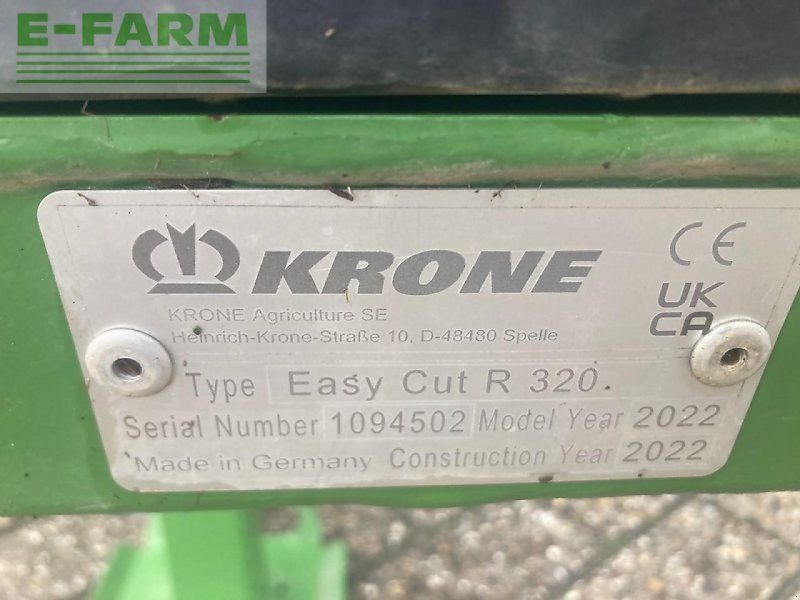 E-FARM
KRONE
CE
KRONE Agriculture SE
UK
Heinrich-Krone-Straße 10, D-48480 Spelle
CA
Type Easy Cut R 320.
Serial Number 1094502 Model Year 2022
Made in Germany Construction Year 2022